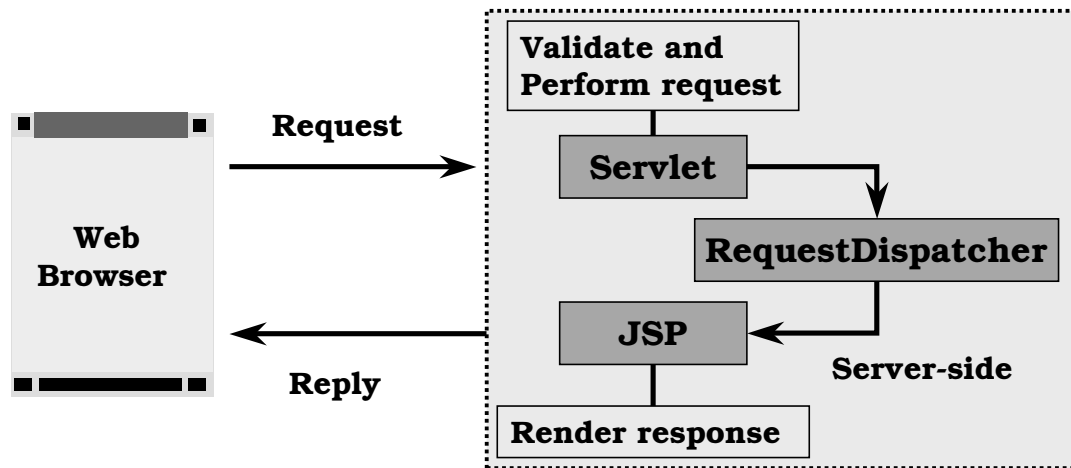 Validate and
Perform request
Request
Servlet
Web
Browser
RequestDispatcher
JSP
Server-side
Reply
Render response